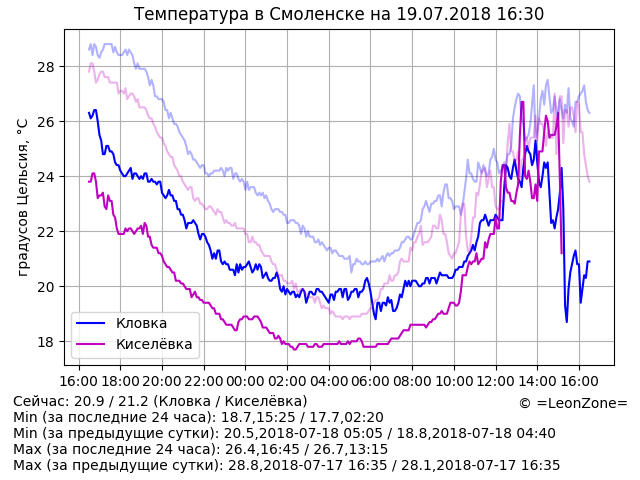 Температура в Смоленске на 19.07.2018 16:30
градусов Цельсия, °C
28
26
24
22
20
18
Кловка
Киселёвка
16:00 18:00 20:00 22:00 00:00 02:00 04:00 06:00 08:00 10:00 12:00 14:00 16:00
Сейчас: 20.9 / 21.2 (Кловка / Киселёвка)
© =LeonZone=
Min (за последние 24 часа): 18.7,15:25 / 17.7,02:20
Min (за предыдущие сутки): 20.5,2018-07-18 05:05 / 18.8,2018-07-18 04:40
Max (за последние 24 часа): 26.4,16:45 / 26.7,13:15
Max (за предыдущие сутки): 28.8,2018-07-17 16:35 / 28.1,2018-07-17 16:35